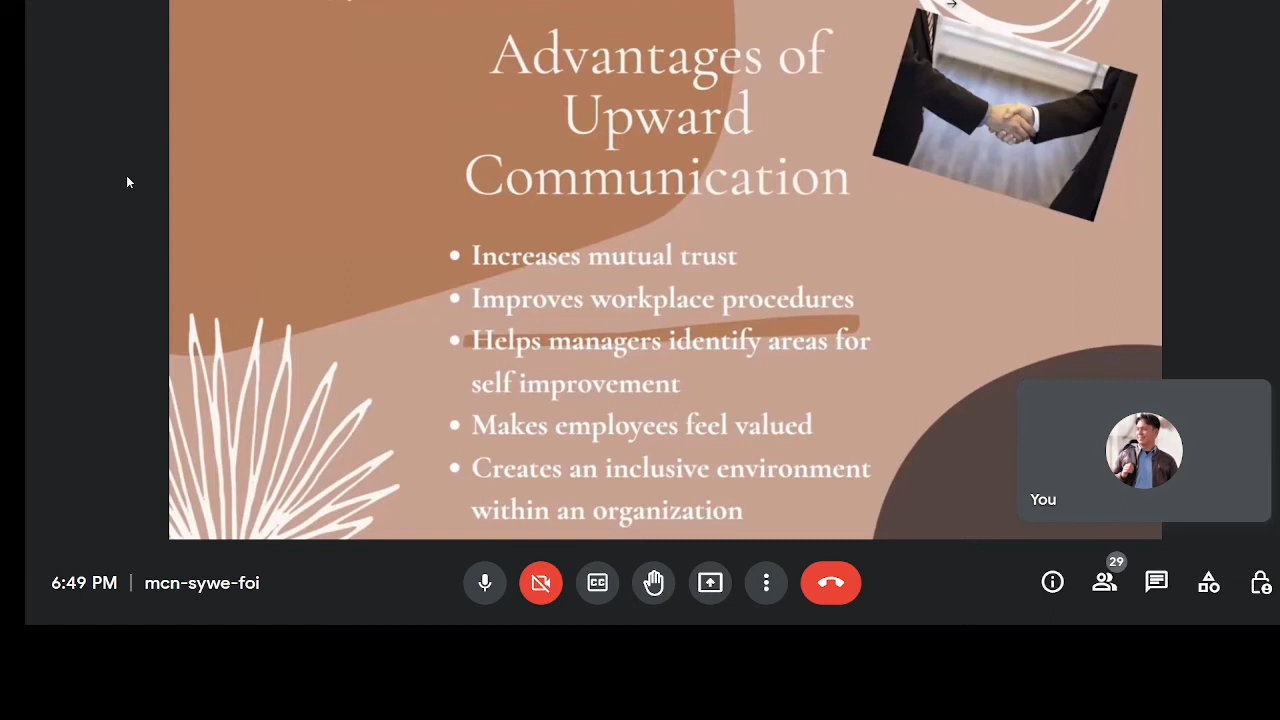 Advantages of
Upward
Communication
• Increases mutual trust
• Improves workplace procedures
• Helps managers identify areas for
self improvement
• Makes employees feel valued
• Creates an inclusive environment
within an organization
You
6:49 PM | mcn-sywe-foi
CC
29